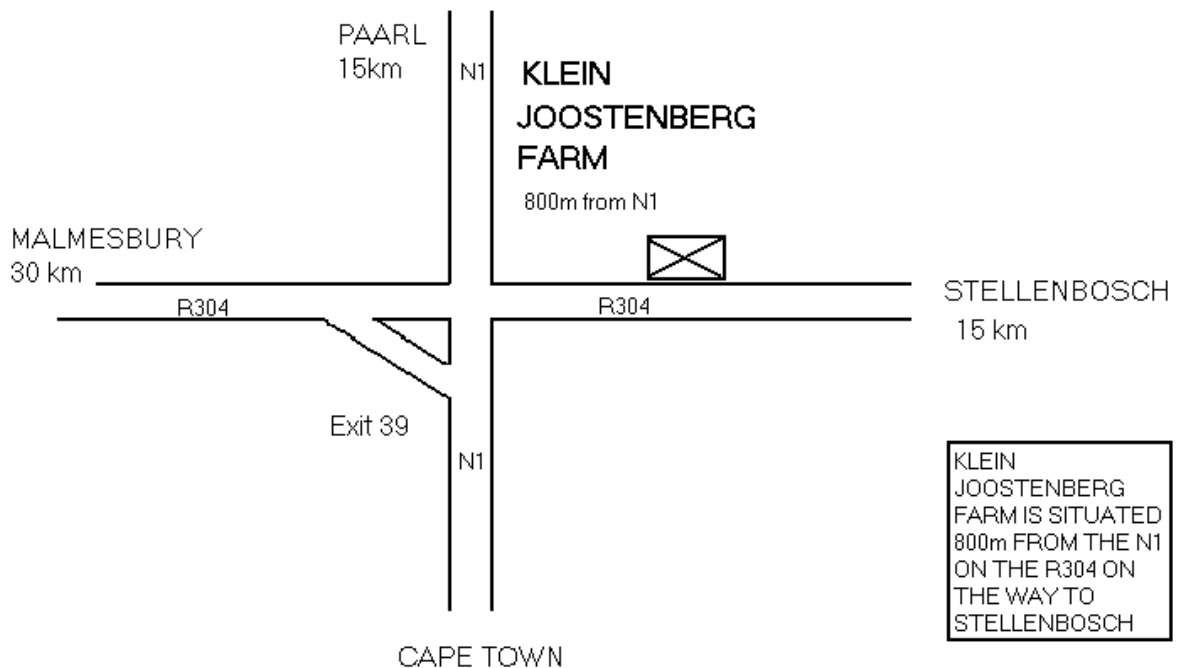 PAARL
15km
N1
KLEIN
JOOSTENBERG
FARM
800m from N1
MALMESBURY
30 km
R304
R304
STELLENBOSCH
15 km
Exit 39
N1
KLEIN
JOOSTENBERG
FARM IS SITUATED
800m FROM THE N1
ON THE R304 ON
THE WAY TO
STELLENBOSCH
CAPE TOWN